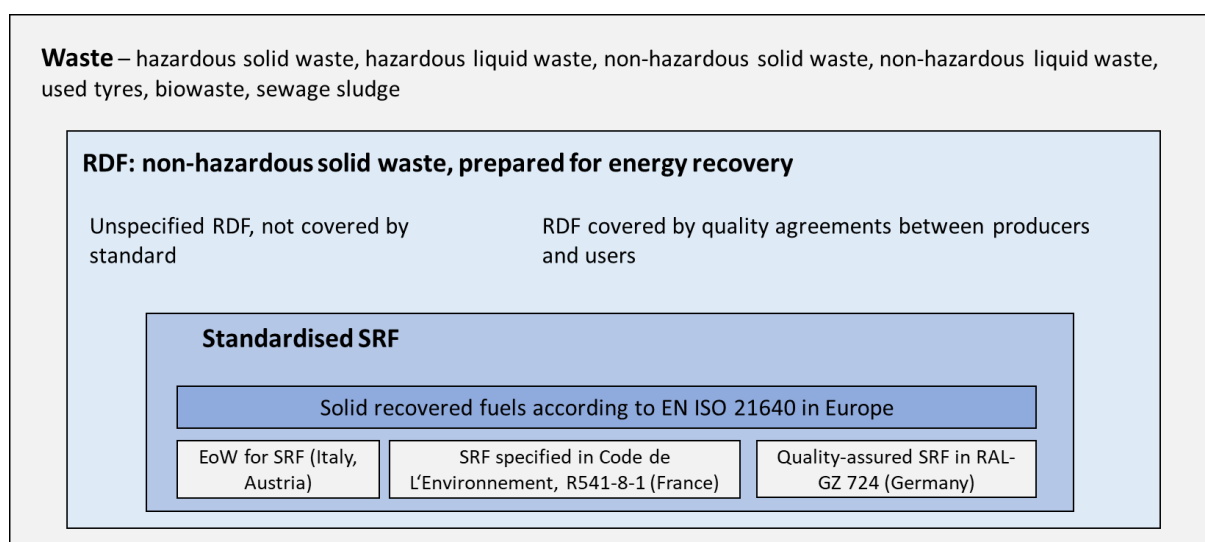 Waste – hazardous solid waste, hazardous liquid waste, non-hazardous solid waste, non-hazardous liquid waste,
used tyres, biowaste, sewage sludge
RDF: non-hazardous solid waste, prepared for energy recovery
Unspecified RDF, not covered by
standard
RDF covered by quality agreements between producers
and users
Standardised SRF
Solid recovered fuels according to EN ISO 21640 in Europe
EoW for SRF (Italy,
Austria)
SRF specified in Code de
L‘Environnement, R541-8-1 (France)
Quality-assured SRF in RAL-
GZ 724 (Germany)